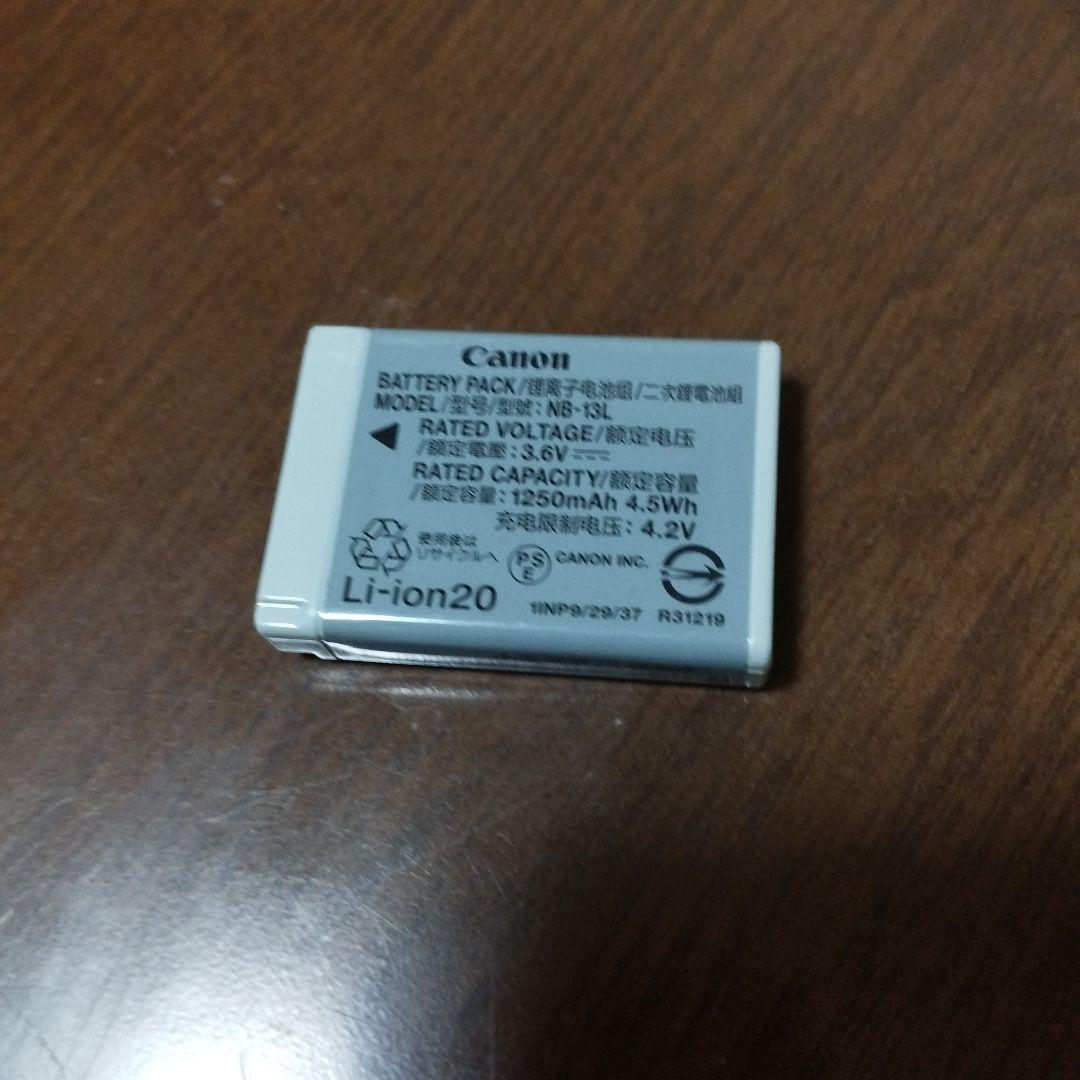 Canon
BATTERY PACK/锂离子电池组/二次鋰電池組
MODEL/型号/型號: NB-13L
RATED VOLTAGE/额定电压
/額定電壓: 3.6V
RATED CAPACITY/额定容量
/額定容量: 1250mAh 4.5Wh
充电限制电压: 4.2V
使用後は
リサイクルへ
PSE
CANON INC.
Li-ion20
1INP9/29/37
R31219